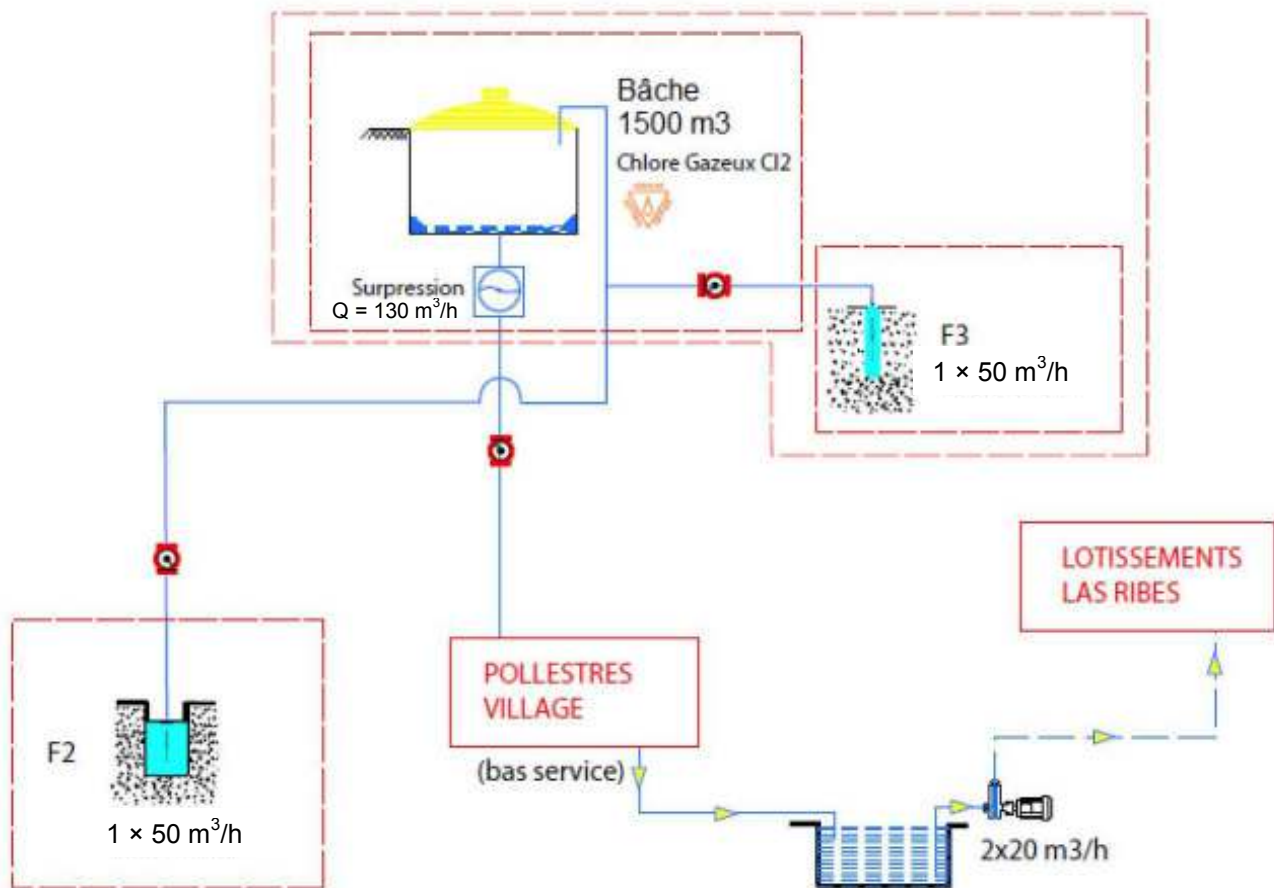 Bâche
1500 m3
Chlore Gazeux Cl2
Surpression
Q = 130 m³/h
F3
1 × 50 m³/h
LOTISSEMENTS
LAS RIBES
POLLESTRES
VILLAGE
(bas service)
F2
1 × 50 m³/h
2x20 m3/h